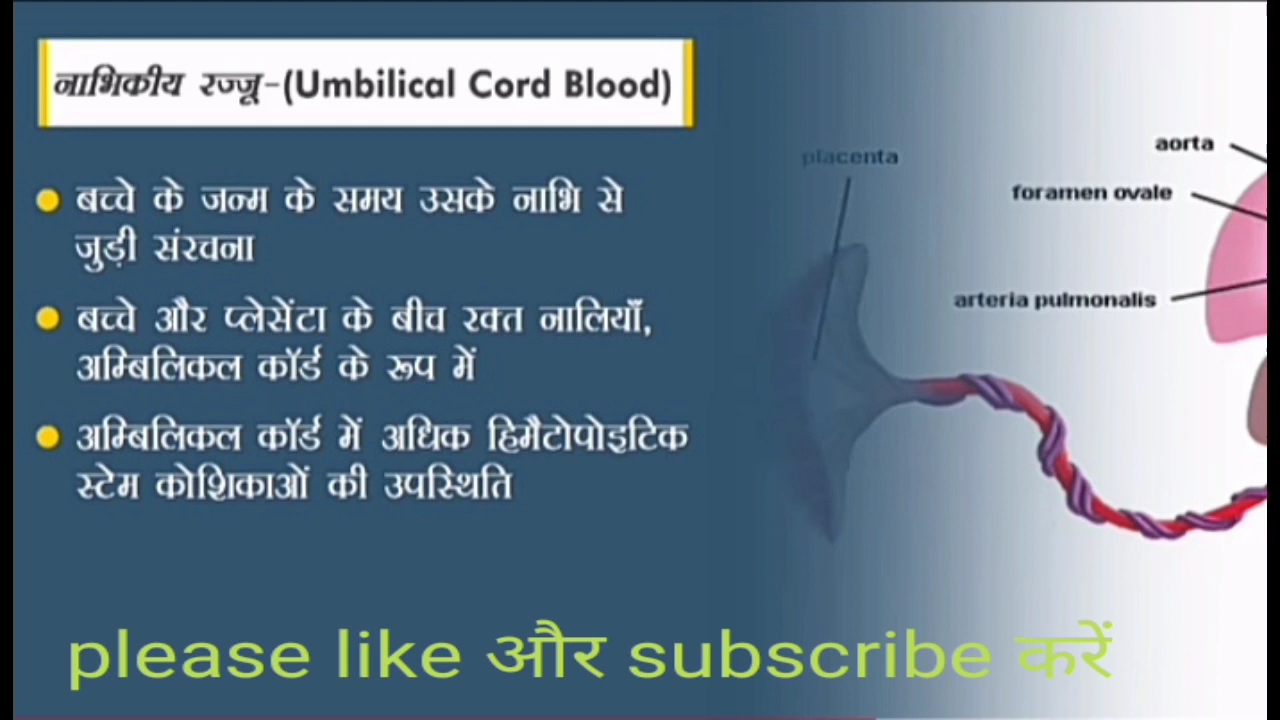 नाभिकीय रज्जू-(Umbilical Cord Blood)
बच्चे के जन्म के समय उसके नाभि से
जुड़ी संरचना
बच्चे और प्लेसेंटा के बीच रक्त नालियाँ,
अम्बिलिकल कॉर्ड के रूप में
अम्बिलिकल कॉर्ड में अधिक हिमैटोपोइटिक
स्टेम कोशिकाओं की उपस्थिति
placenta
aorta
foramen ovale
arteria pulmonalis
please like और subscribe करें